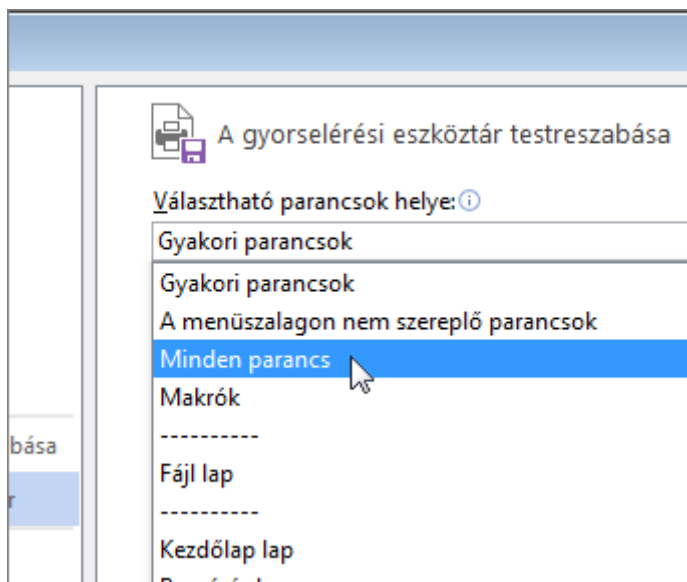 A gyorselérési eszköztár testreszabása
Választható parancsok helye:
Gyakori parancsok
Gyakori parancsok
A menüszalagon nem szereplő parancsok
Minden parancs
Makrók
----------
bása
Fájl lap
r
----------
Kezdőlap lap